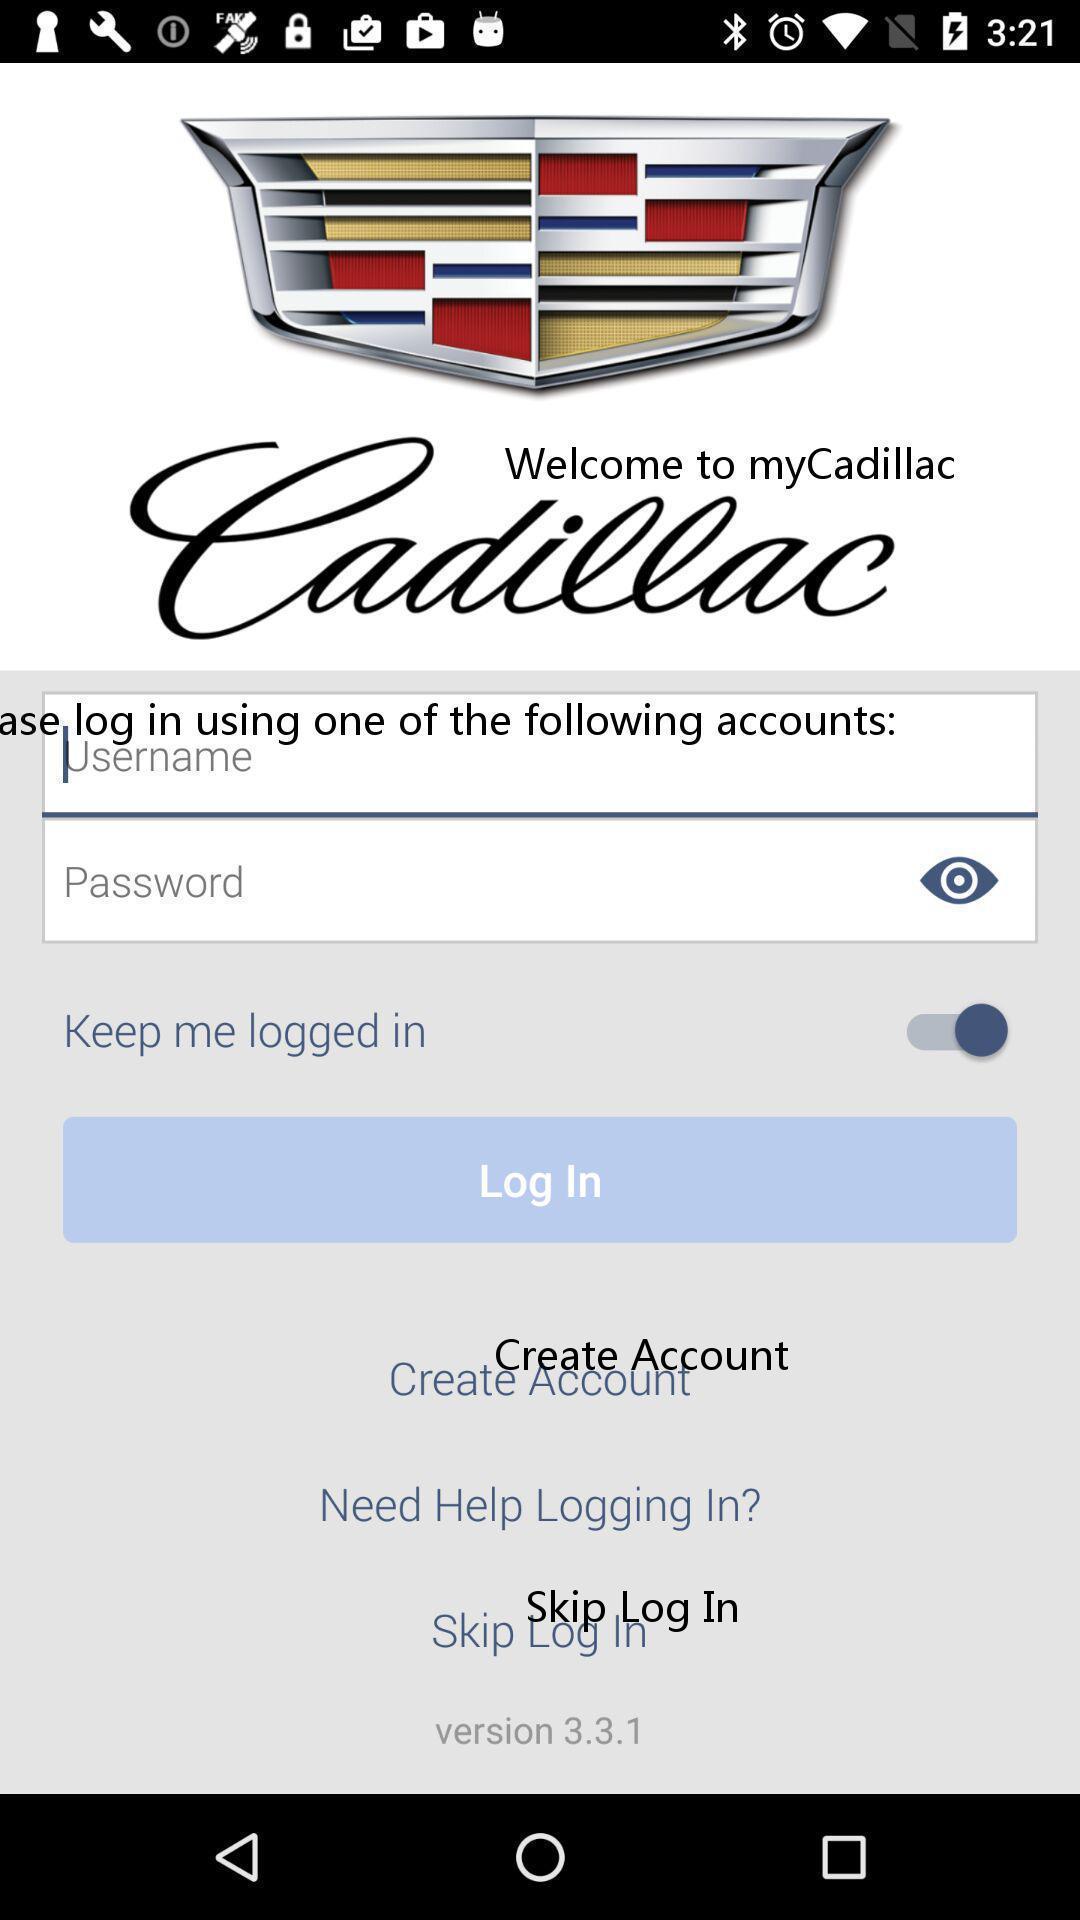 FAKE
3:21
Welcome to myCadillac
Cadillac
ase log in using one of the following accounts:
Username
Password
Keep me logged in
Log In
Create Account
Create Account
Need Help Logging In?
Skip Log In
Skip Log In
version 3.3.1